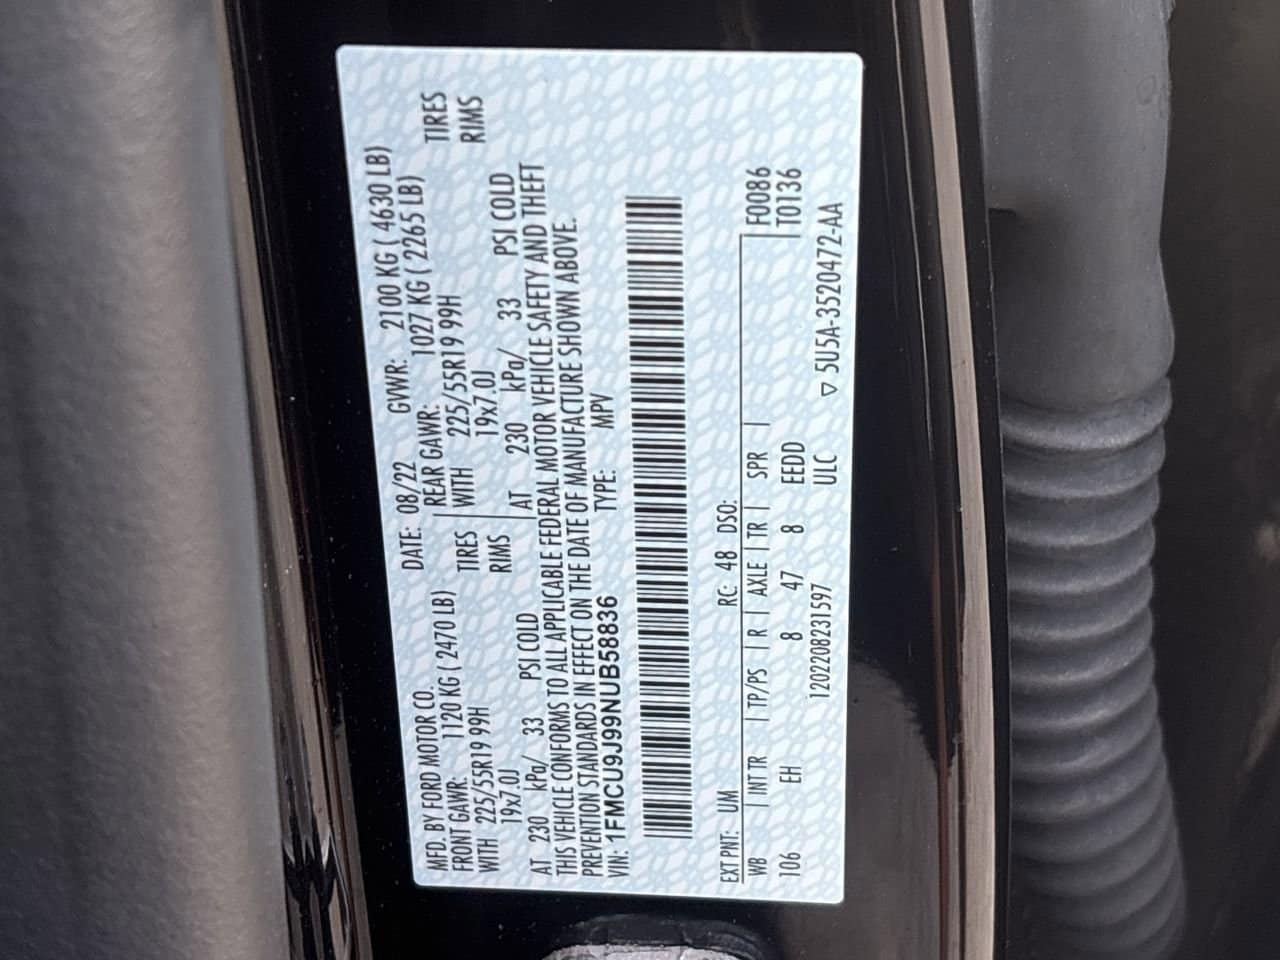 MFD. BY FORD MOTOR CO. DATE: 08/22 GVWR: 2100 KG ( 4630 LB)
FRONT GAWR: 1120 KG ( 2470 LB) REAR GAWR: 1027 KG ( 2265 LB)
WITH 225/55R19 99H TIRES WITH 225/55R19 99H TIRES
19x7.0J RIMS 19x7.0J RIMS
AT 230 kPa/ 33 PSI COLD AT 230 kPa/ 33 PSI COLD
THIS VEHICLE CONFORMS TO ALL APPLICABLE FEDERAL MOTOR VEHICLE SAFETY AND THEFT
PREVENTION STANDARDS IN EFFECT ON THE DATE OF MANUFACTURE SHOWN ABOVE.
VIN: 1FMCU9J99NUB58836 TYPE: MPV
EXT PNT: UM RC: 48 DSO:
WB | INT TR | TP/PS | R | AXLE | TR | SPR | F0086
106 EH 8 47 8 EEDD T0136
1202208231597 ULC ▽ 5U5A-3520472-AA